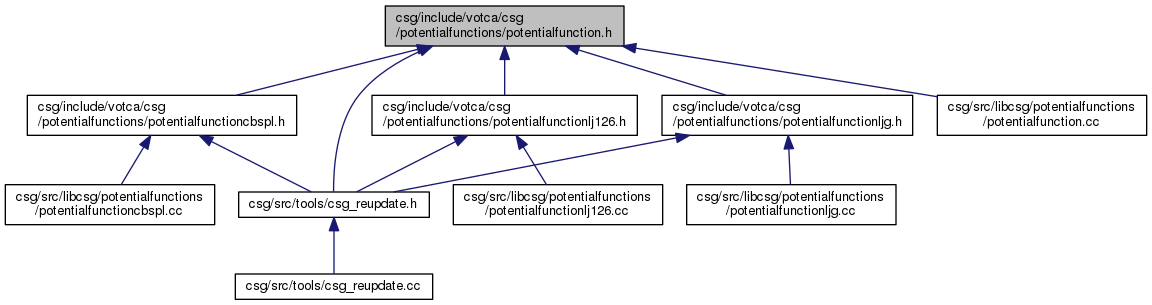 csg/include/votca/csg
/potentialfunctions/potentialfunction.h
csg/include/votca/csg
/potentialfunctions/potentialfunctioncbspl.h
csg/include/votca/csg
/potentialfunctions/potentialfunctionlj126.h
csg/include/votca/csg
/potentialfunctions/potentialfunctionljg.h
csg/src/libcsg/potentialfunctions
/potentialfunction.cc
csg/src/libcsg/potentialfunctions
/potentialfunctioncbspl.cc
csg/src/tools/csg_reupdate.h
csg/src/libcsg/potentialfunctions
/potentialfunctionlj126.cc
csg/src/libcsg/potentialfunctions
/potentialfunctionljg.cc
csg/src/tools/csg_reupdate.cc